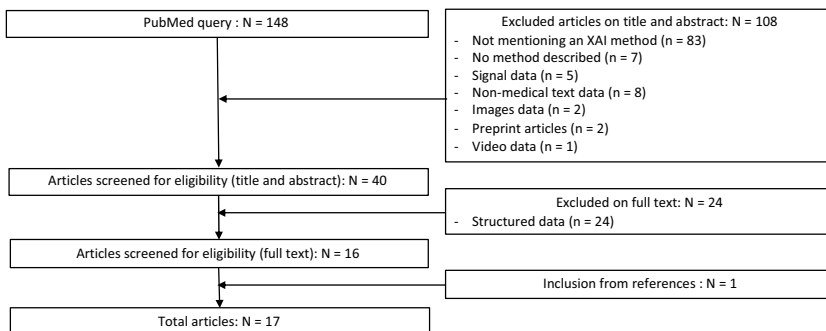 PubMed query : N = 148
Excluded articles on title and abstract: N = 108
- Not mentioning an XAI method (n = 83)
- No method described (n = 7)
- Signal data (n = 5)
- Non-medical text data (n = 8)
- Images data (n = 2)
- Preprint articles (n = 2)
- Video data (n = 1)
Articles screened for eligibility (title and abstract): N = 40
Excluded on full text: N = 24
- Structured data (n = 24)
Articles screened for eligibility (full text): N = 16
Inclusion from references : N = 1
Total articles: N = 17